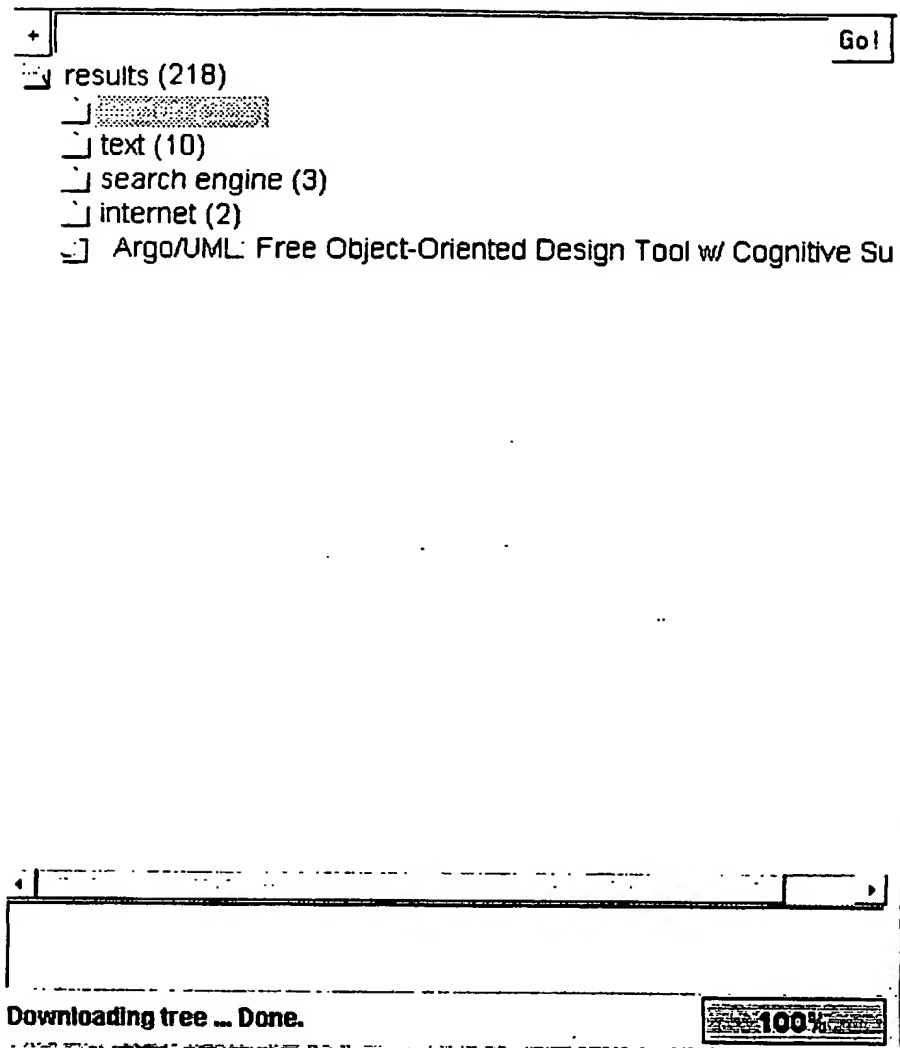 + Go!
results (218)
text (10)
search engine (3)
internet (2)
Argo/UML: Free Object-Oriented Design Tool w/ Cognitive Su
Downloading tree ... Done. 100%